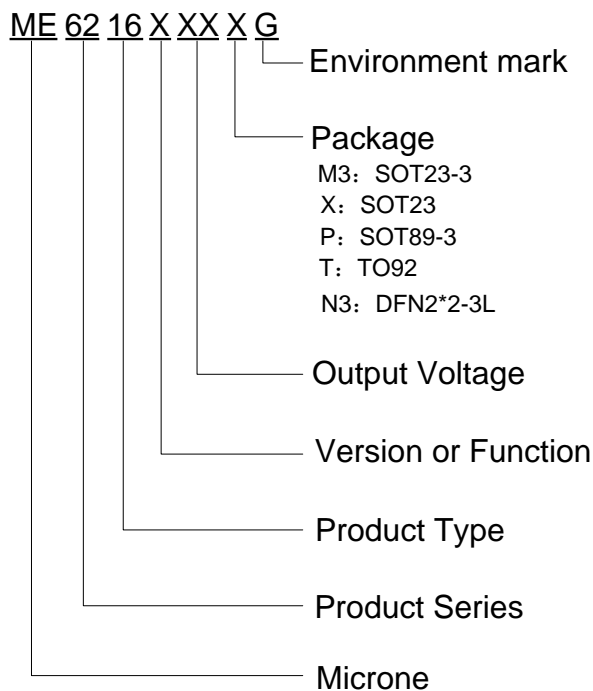 ME 62 16 X XX X G
Environment mark
Package
M3：SOT23-3
X：SOT23
P：SOT89-3
T：TO92
N3：DFN2*2-3L
Output Voltage
Version or Function
Product Type
Product Series
Microne